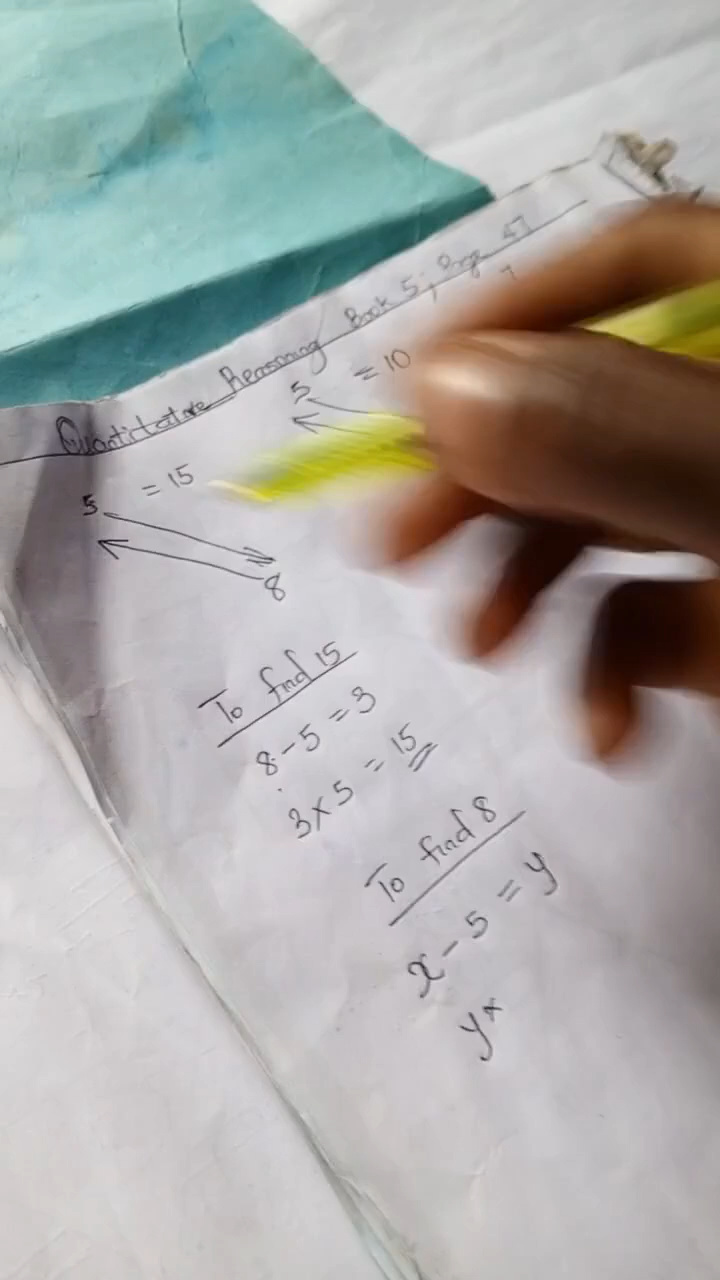 Quantitative Reasoning Book 5; Page 47
5 = 15
8
5 = 10
To find 15
8 - 5 = 3
3 x 5 = 15
To find 8
x - 5 = y
y x